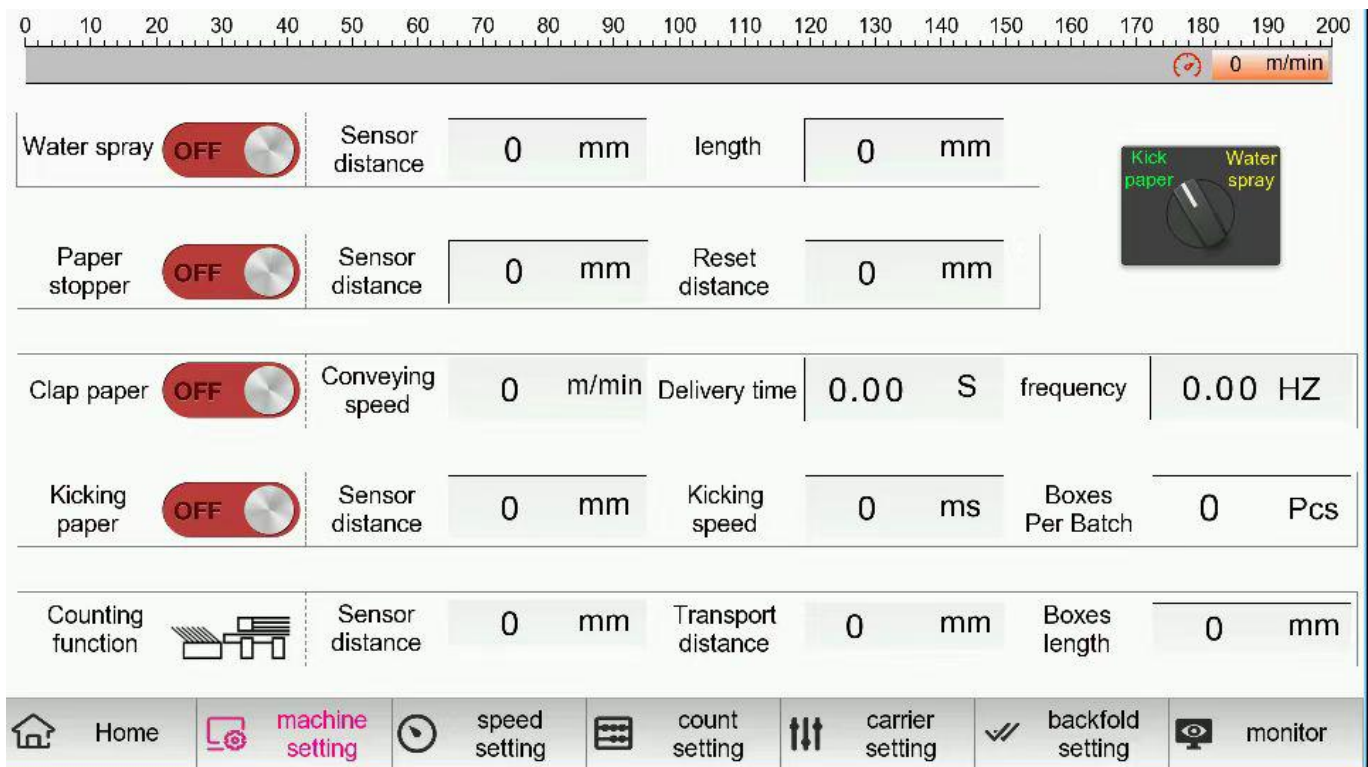 0 10 20 30 40 50 60 70 80 90 100 110 120 130 140 150 160 170 180 190 200
0 m/min
Water spray OFF Sensor distance 0 mm length 0 mm
Kick paper Water spray
Paper stopper OFF Sensor distance 0 mm Reset distance 0 mm
Clap paper OFF Conveying speed 0 m/min Delivery time 0.00 S frequency 0.00 HZ
Kicking paper OFF Sensor distance 0 mm Kicking speed 0 ms Boxes Per Batch 0 Pcs
Counting function Sensor distance 0 mm Transport distance 0 mm Boxes length 0 mm
Home machine setting speed setting count setting carrier setting backfold setting monitor